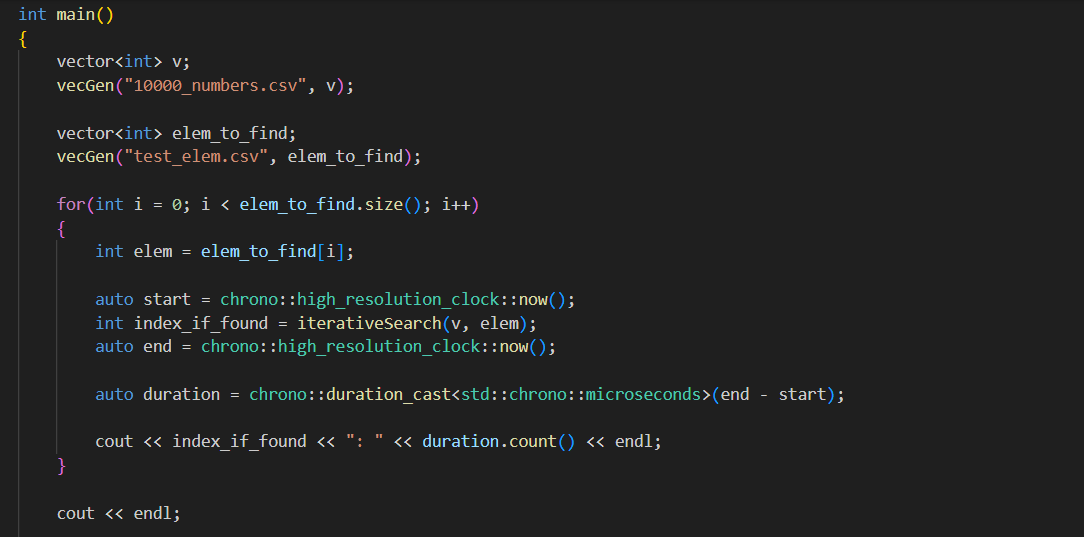 int main()
{
    vector<int> v;
    vecGen("10000_numbers.csv", v);
    vector<int> elem_to_find;
    vecGen("test_elem.csv", elem_to_find);
    for(int i = 0; i < elem_to_find.size(); i++)
    {
        int elem = elem_to_find[i];
        auto start = chrono::high_resolution_clock::now();
        int index_if_found = iterativeSearch(v, elem);
        auto end = chrono::high_resolution_clock::now();
        auto duration = chrono::duration_cast<std::chrono::microseconds>(end - start);
        cout << index_if_found << ": " << duration.count() << endl;
    }
    cout << endl;